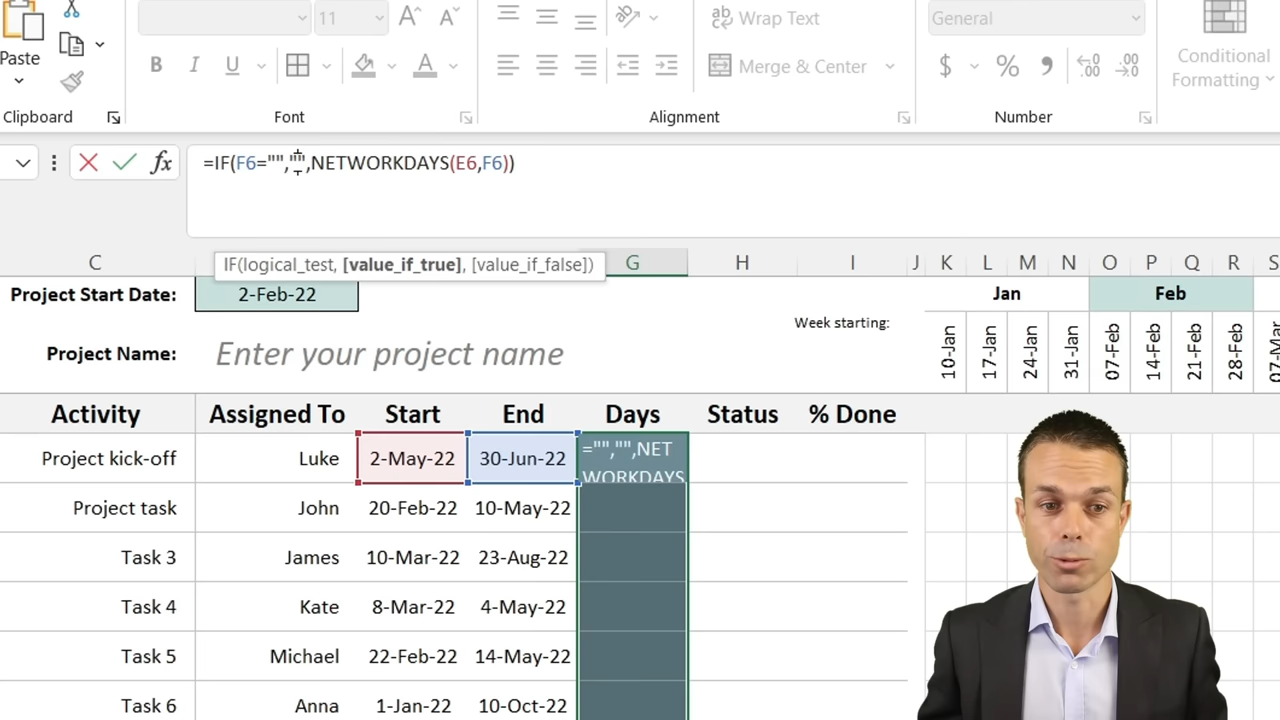 11
Wrap Text
General
Paste
B I U
Merge & Center
$ % 9
Conditional
Formatting
Clipboard
Font
Alignment
Number
fx =IF(F6="","",NETWORKDAYS(E6,F6))
IF(logical_test, [value_if_true], [value_if_false])
C G H I J K L M N O P Q R S
Project Start Date: 2-Feb-22 Jan Feb
Week starting:
Project Name: Enter your project name 10-Jan 17-Jan 24-Jan 31-Jan 07-Feb 14-Feb 21-Feb 28-Feb 07-Mar
Activity Assigned To Start End Days Status % Done
Project kick-off Luke 2-May-22 30-Jun-22 ="","",NET
WORKDAYS
Project task John 20-Feb-22 10-May-22
Task 3 James 10-Mar-22 23-Aug-22
Task 4 Kate 8-Mar-22 4-May-22
Task 5 Michael 22-Feb-22 14-May-22
Task 6 Anna 1-Jan-22 10-Oct-22